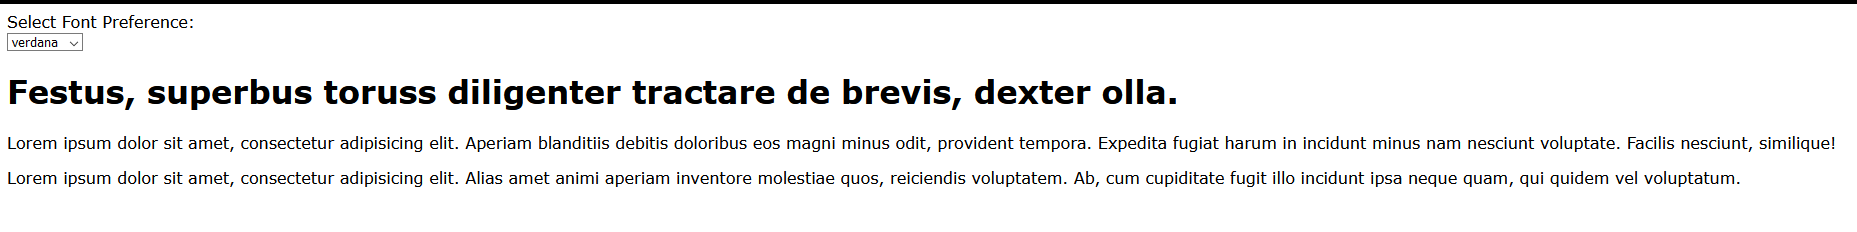 Select Font Preference:
verdana
Festus, superbus toruss diligenter tractare de brevis, dexter olla.
Lorem ipsum dolor sit amet, consectetur adipisicing elit. Aperiam blanditiis debitis doloribus eos magni minus odit, provident tempora. Expedita fugiat harum in incidunt minus nam nesciunt voluptate. Facilis nesciunt, similique!
Lorem ipsum dolor sit amet, consectetur adipisicing elit. Alias amet animi aperiam inventore molestiae quos, reiciendis voluptatem. Ab, cum cupiditate fugit illo incidunt ipsa neque quam, qui quidem vel voluptatum.